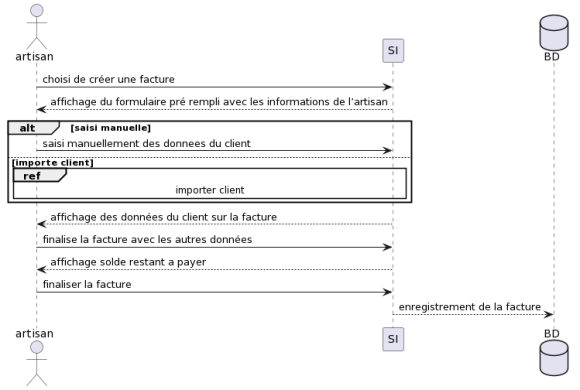 artisan
SI
BD
choisi de créer une facture
affichage du formulaire pré rempli avec les informations de l'artisan
alt [saisi manuelle]
saisi manuellement des donnees du client
[importe client]
ref
importer client
affichage des données du client sur la facture
finalise la facture avec les autres données
affichage solde restant a payer
finaliser la facture
enregistrement de la facture
artisan
SI
BD